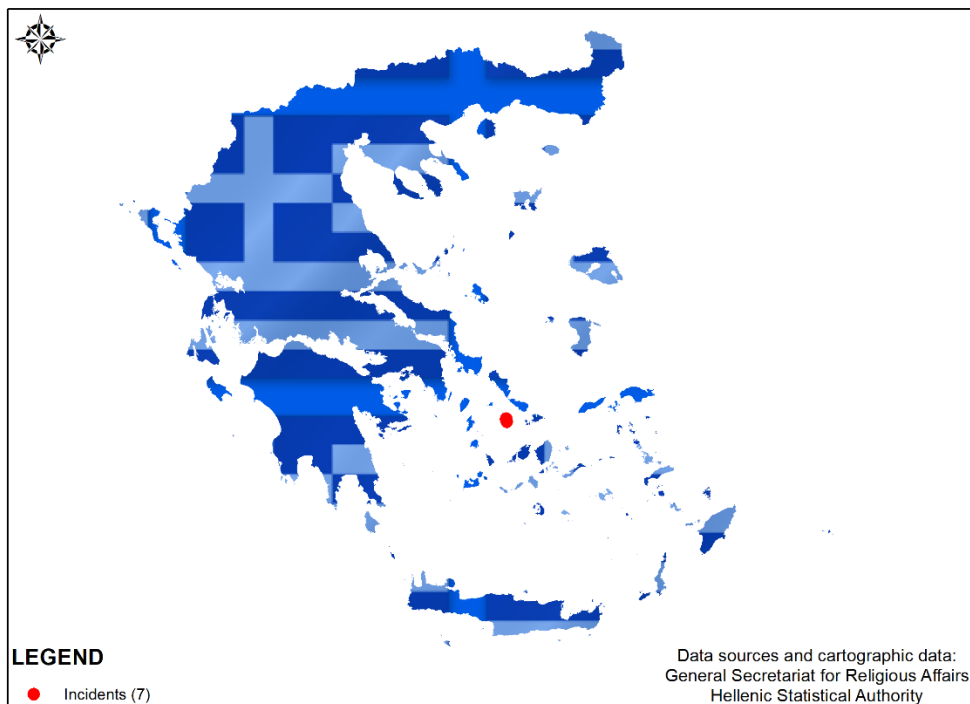 LEGEND
Incidents (7)
Data sources and cartographic data:
General Secretariat for Religious Affairs
Hellenic Statistical Authority